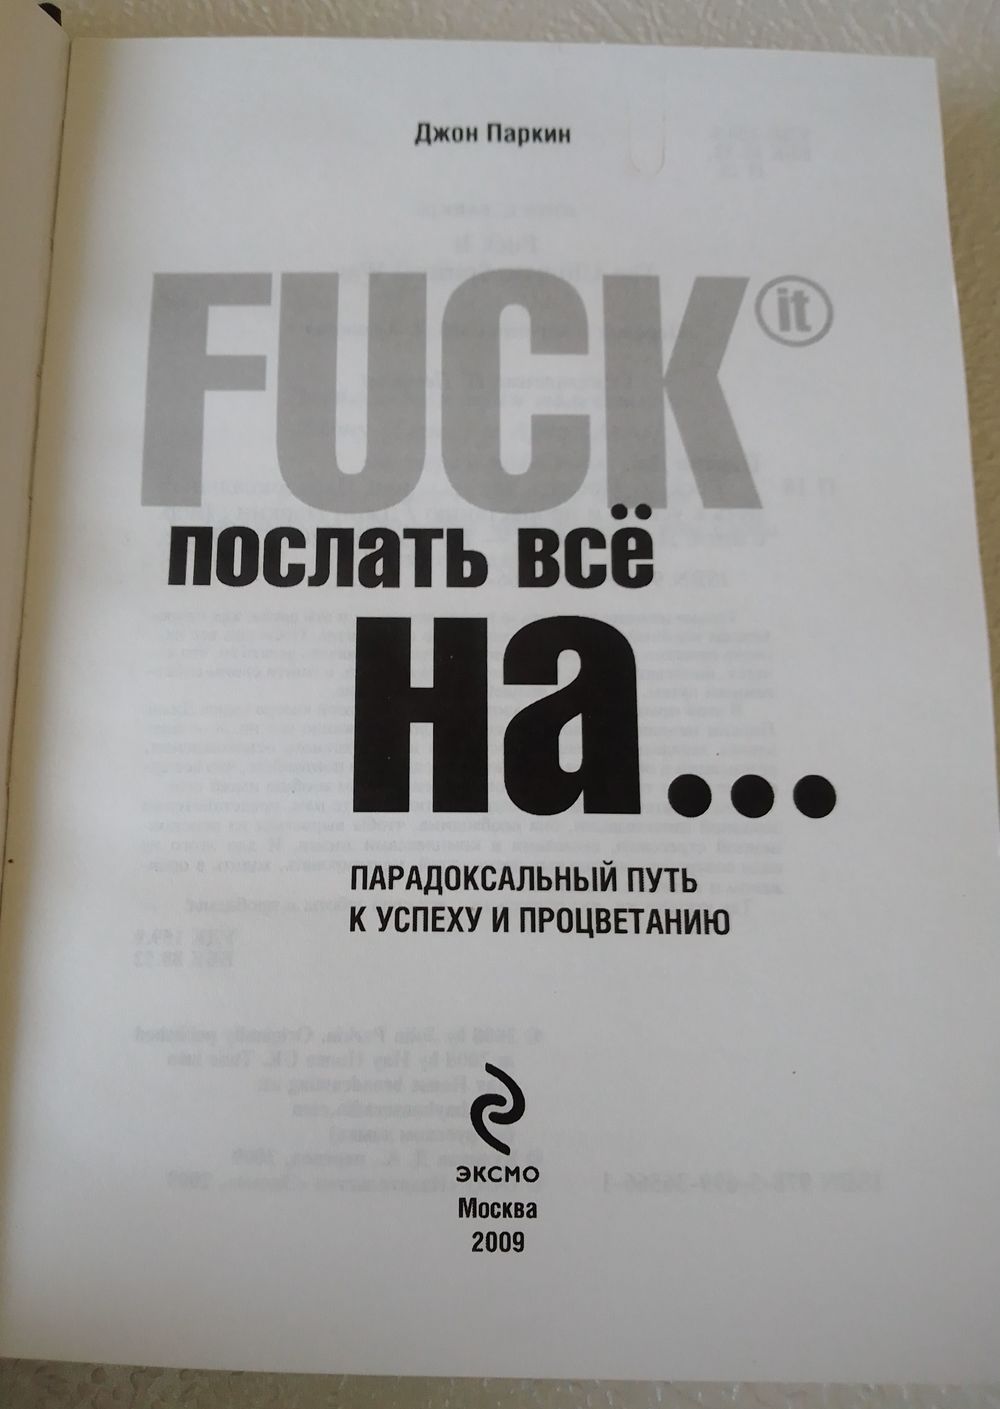 Джон Паркин
FUCK it
послать всё
на...
ПАРАДОКСАЛЬНЫЙ ПУТЬ
К УСПЕХУ И ПРОЦВЕТАНИЮ
ЭКСМО
Москва
2009